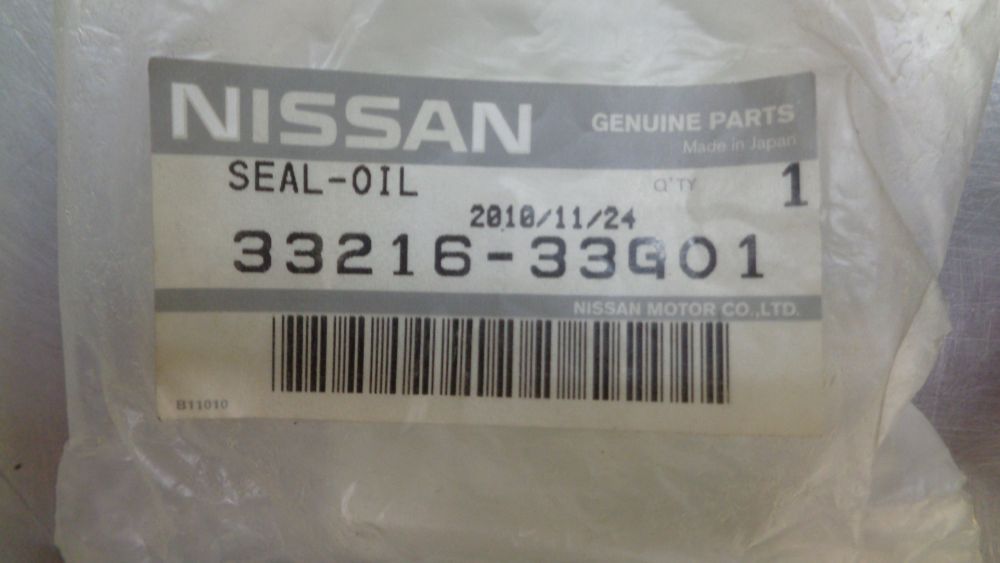 NISSAN GENUINE PARTS
Made in Japan
SEAL-OIL Q'TY 1
2010/11/24
33216-33G01
NISSAN MOTOR CO.,LTD.
B11010